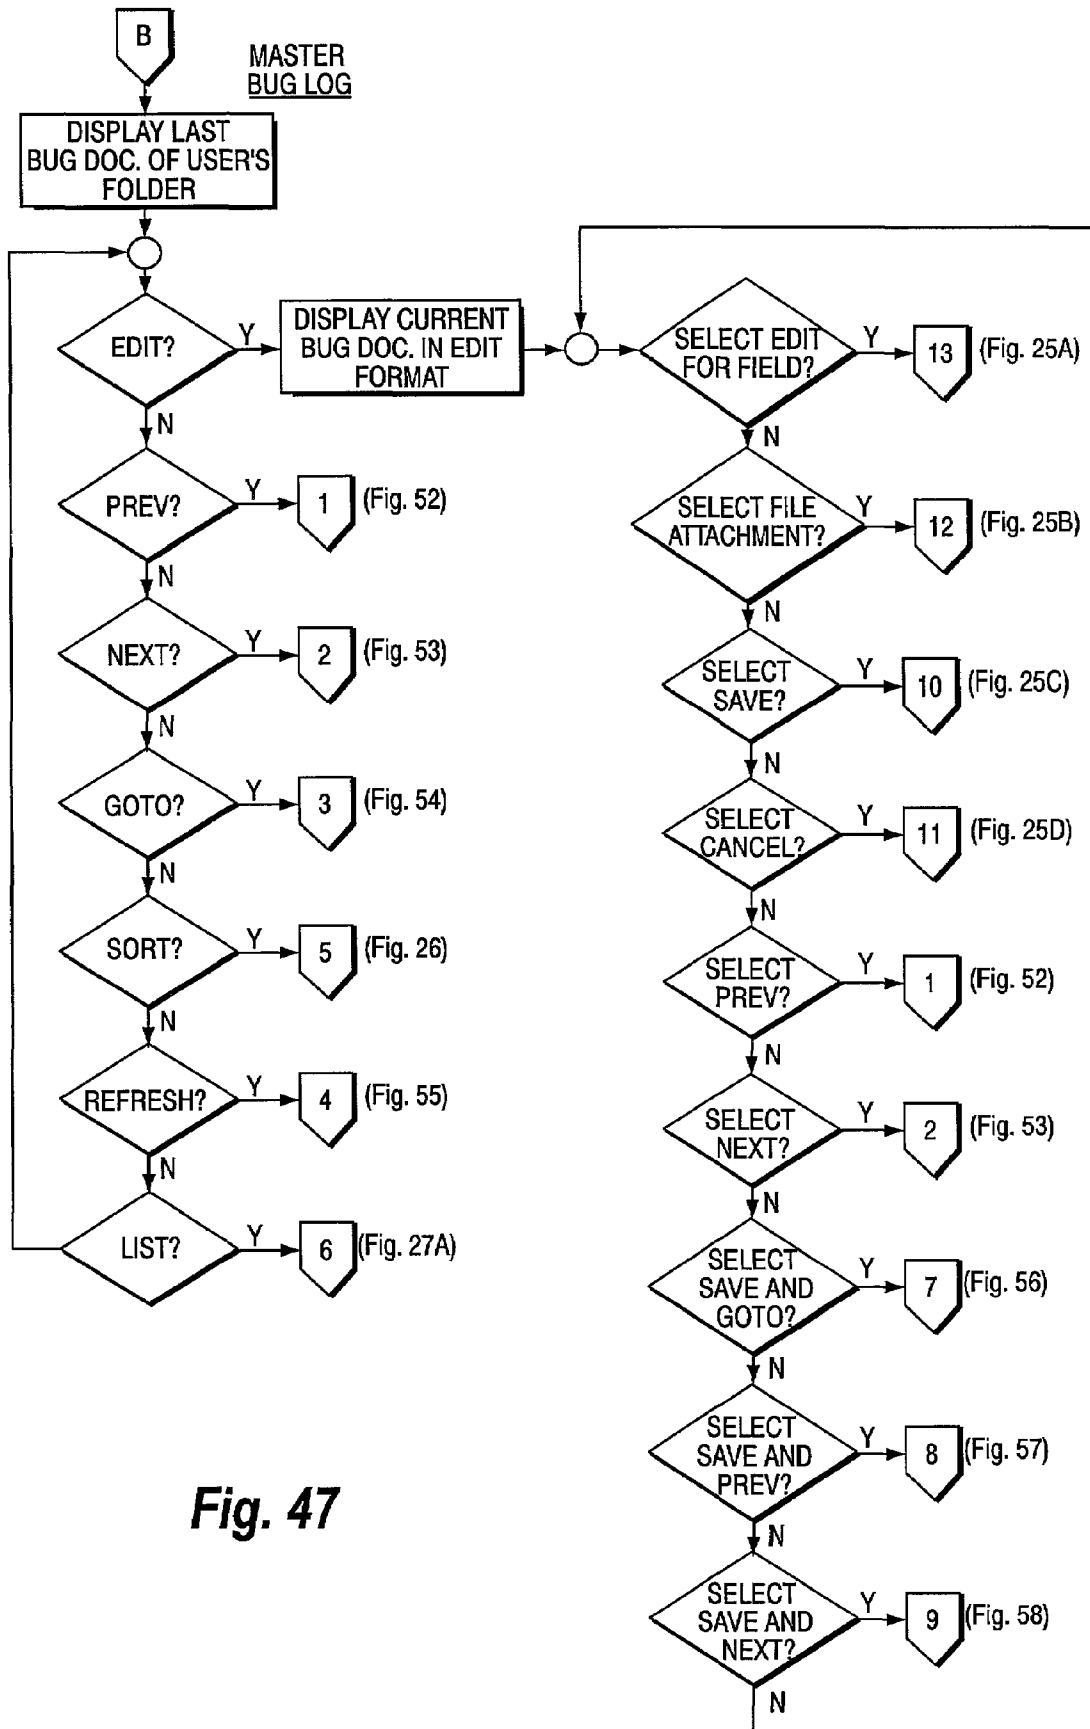 B
MASTER
BUG LOG
DISPLAY LAST
BUG DOC. OF USER'S
FOLDER
EDIT?
Y
N
DISPLAY CURRENT
BUG DOC. IN EDIT
FORMAT
PREV?
Y
1
(Fig. 52)
N
NEXT?
Y
2
(Fig. 53)
N
GOTO?
Y
3
(Fig. 54)
N
SORT?
Y
5
(Fig. 26)
N
REFRESH?
Y
4
(Fig. 55)
N
LIST?
Y
6
(Fig. 27A)
SELECT EDIT
FOR FIELD?
Y
13
(Fig. 25A)
N
SELECT FILE
ATTACHMENT?
Y
12
(Fig. 25B)
N
SELECT
SAVE?
Y
10
(Fig. 25C)
N
SELECT
CANCEL?
Y
11
(Fig. 25D)
N
SELECT
PREV?
Y
1
(Fig. 52)
N
SELECT
NEXT?
Y
2
(Fig. 53)
N
SELECT
SAVE AND
GOTO?
Y
7
(Fig. 56)
N
SELECT
SAVE AND
PREV?
Y
8
(Fig. 57)
N
SELECT
SAVE AND
NEXT?
Y
9
(Fig. 58)
N
Fig. 47